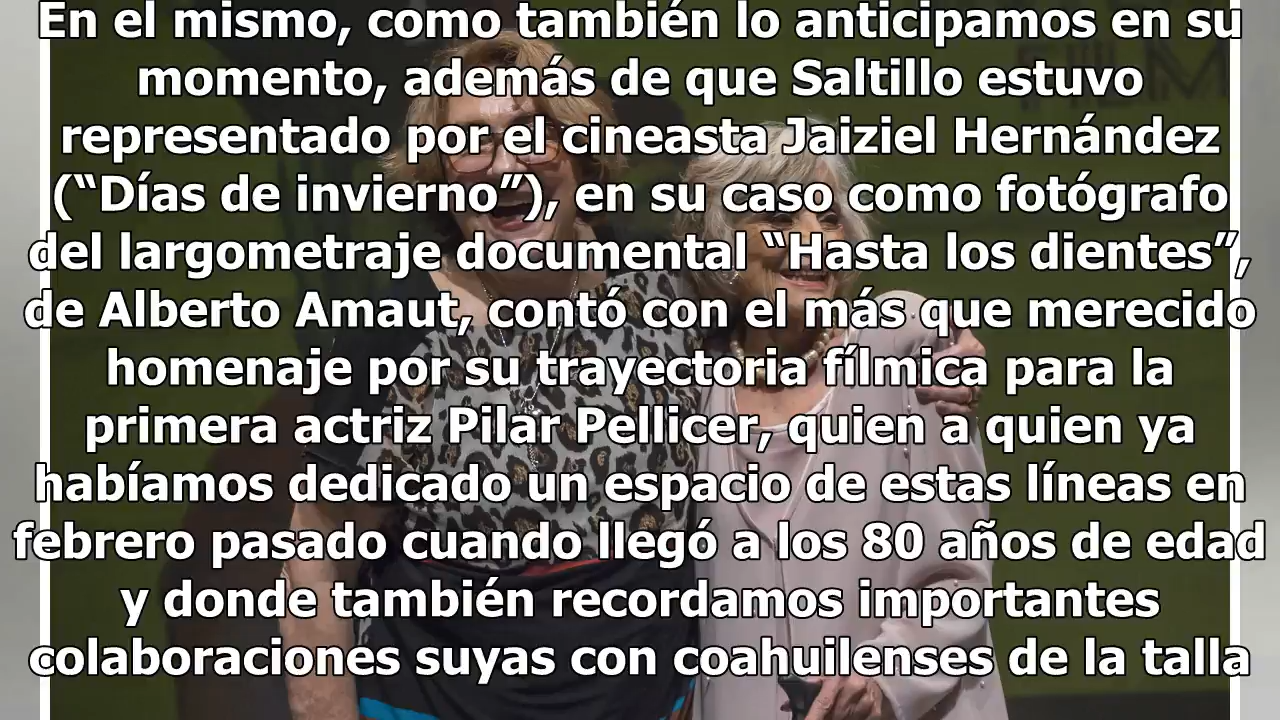 En el mismo, como también lo anticipamos en su
momento, además de que Saltillo estuvo
representado por el cineasta Jaiziel Hernández
(“Días de invierno”), en su caso como fotógrafo
del largometraje documental “Hasta los dientes”,
de Alberto Amaut, contó con el más que merecido
homenaje por su trayectoria fílmica para la
primera actriz Pilar Pellicer, quien a quien ya
habíamos dedicado un espacio de estas líneas en
febrero pasado cuando llegó a los 80 años de edad
y donde también recordamos importantes
colaboraciones suyas con coahuilenses de la talla